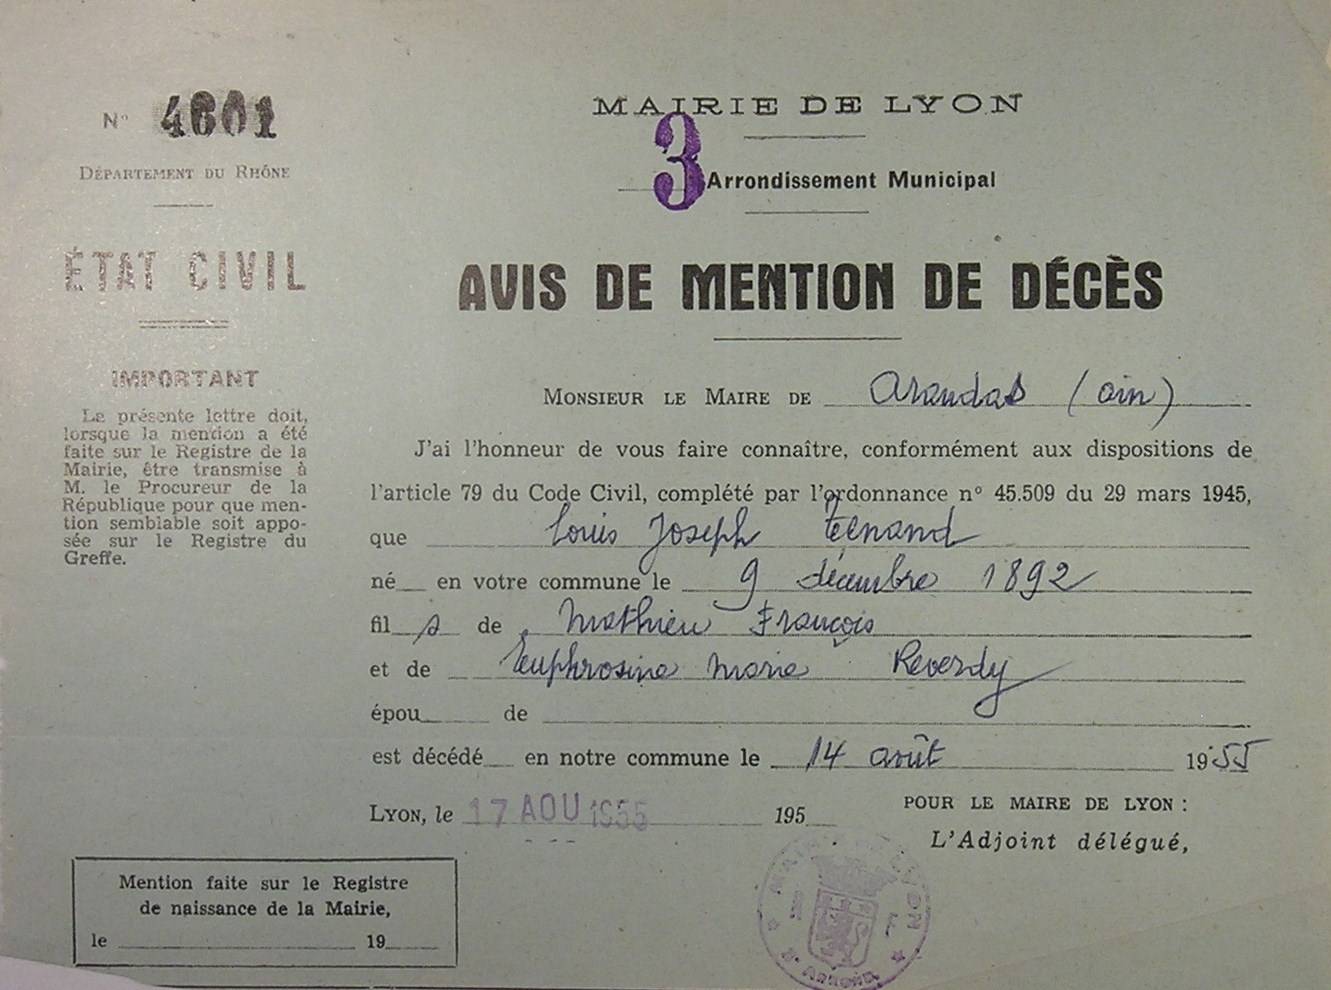 N° 4601
DÉPARTEMENT DU RHÔNE
ÉTAT CIVIL
IMPORTANT
La présente lettre doit,
lorsque la mention a été
faite sur le Registre de la
Mairie, être transmise à
M. le Procureur de la
République pour que men-
tion semblable soit appo-
sée sur le Registre du
Greffe.
MAIRIE DE LYON
3 Arrondissement Municipal
AVIS DE MENTION DE DÉCÈS
MONSIEUR LE MAIRE DE Arandas (ain)
J'ai l'honneur de vous faire connaître, conformément aux dispositions de
l'article 79 du Code Civil, complété par l'ordonnance n° 45.509 du 29 mars 1945,
que Louis Joseph Fernand
né en votre commune le 9 décembre 1892
fil s de Mathieu François
et de Euphrosine Marie Reverdy
épou de
est décédé en notre commune le 14 août 1955
LYON, le 17 AOU 1955 195
POUR LE MAIRE DE LYON :
L'Adjoint délégué,
Mention faite sur le Registre
de naissance de la Mairie,
le 19
MAIRIE DE LYON